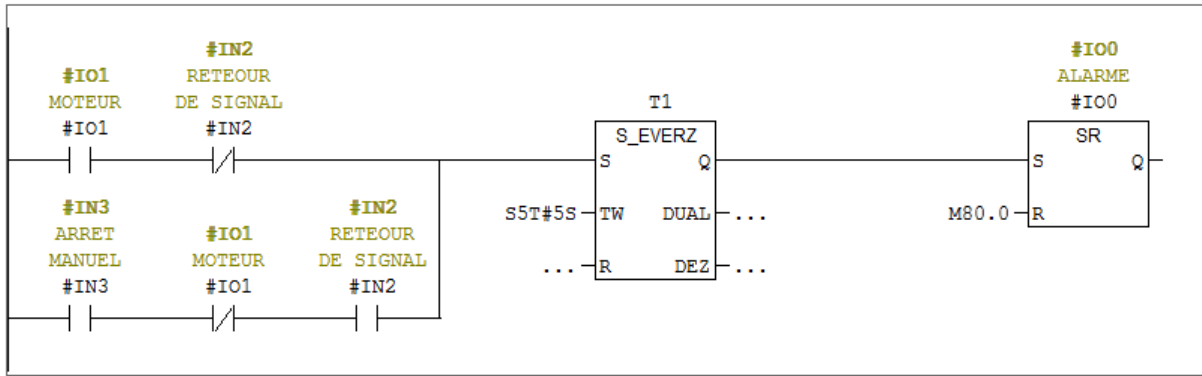 #IN2
#IO0
#IO1
RETEOUR
ALARME
MOTEUR
DE SIGNAL
T1
#IO0
#IO1
#IN2
S_EVERZ
SR
S
Q
S
Q
S5T#5S
TW
DUAL
...
M80.0
R
...
R
DEZ
...
#IN3
#IN2
ARRET
#IO1
RETEOUR
MANUEL
MOTEUR
DE SIGNAL
#IN3
#IO1
#IN2